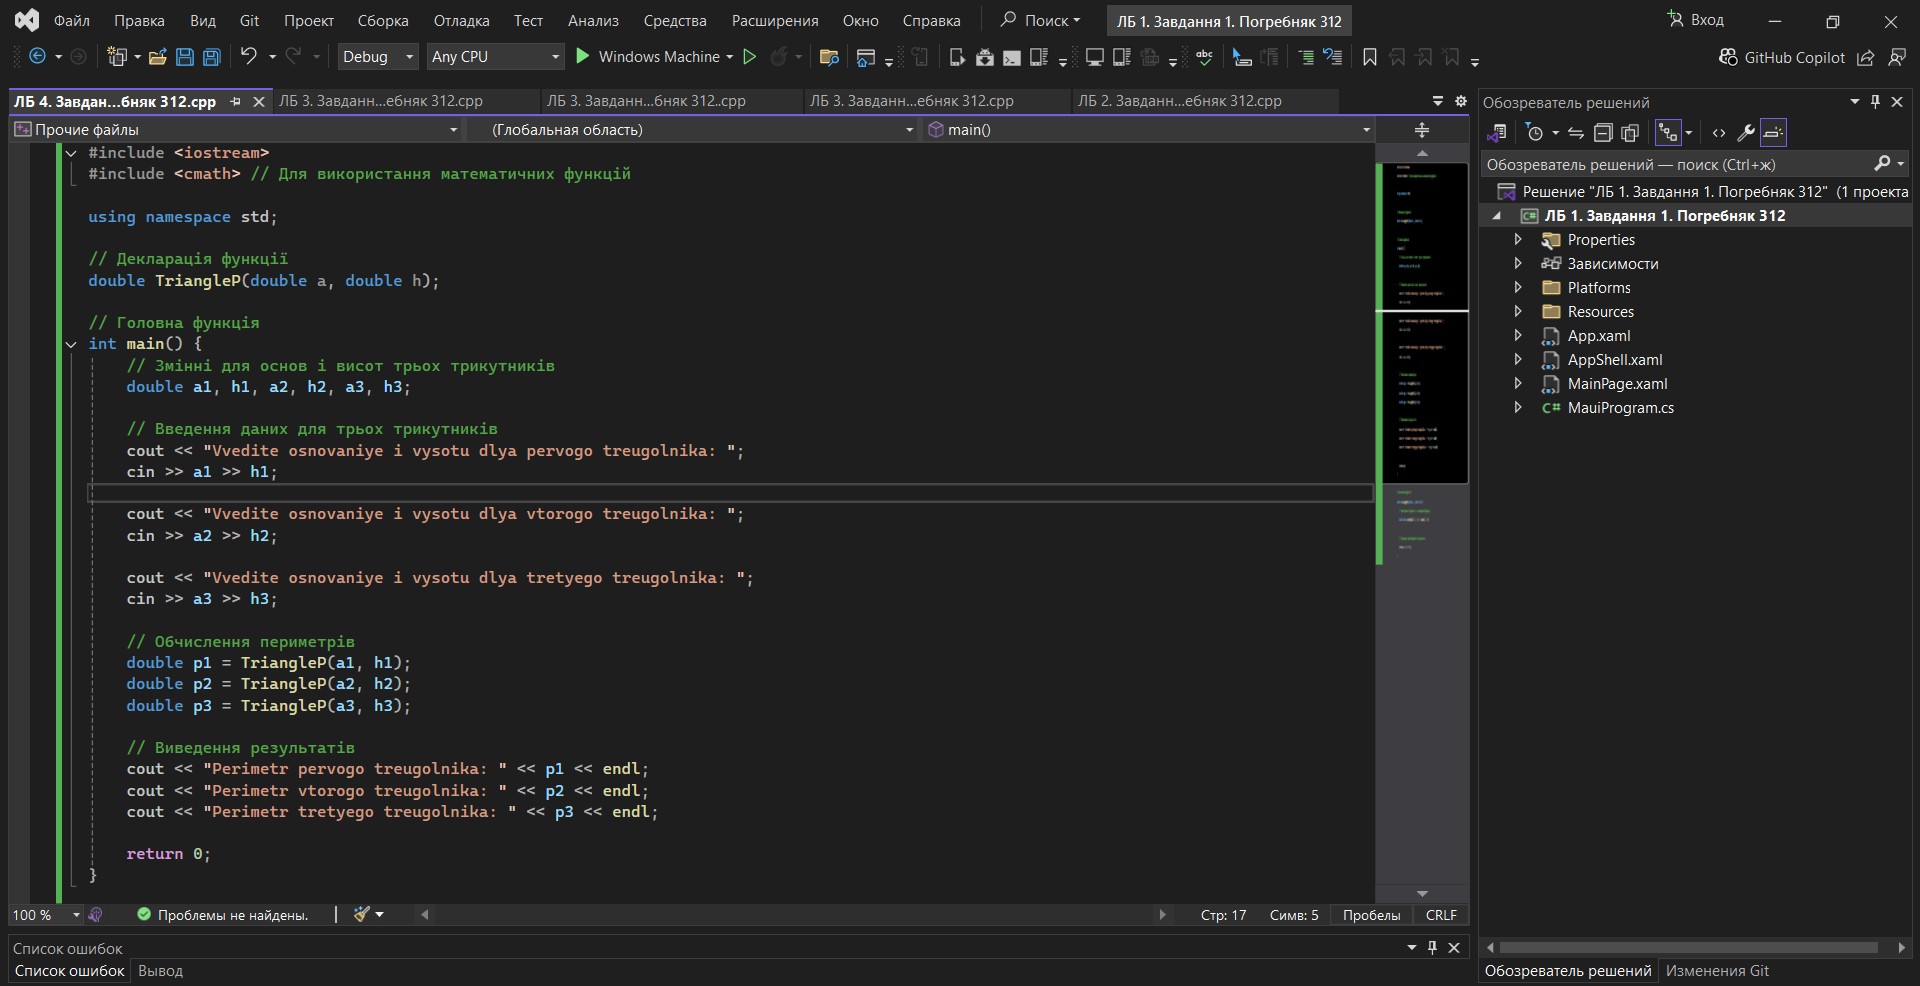 Файл Правка Вид Git Проект Сборка Отладка Тест Анализ Средства Расширения Окно Справка Поиск ЛБ 1. Завдання 1. Погребняк 312 Вход
Debug Any CPU Windows Machine abc GitHub Copilot
ЛБ 4. Завдан...бняк 312.cpp ЛБ 3. Завданн...ебняк 312.cpp ЛБ 3. Завданн...бняк 312..cpp ЛБ 3. Завданн...ебняк 312.cpp ЛБ 2. Завданн...ебняк 312.cpp
Прочие файлы (Глобальная область) main()
#include <iostream>
#include <cmath> // Для використання математичних функцій
using namespace std;
// Декларація функції
double TriangleP(double a, double h);
// Головна функція
int main() {
// Змінні для основ і висот трьох трикутників
double a1, h1, a2, h2, a3, h3;
// Введення даних для трьох трикутників
cout << "Vvedite osnovaniye i vysotu dlya pervogo treugolnika: ";
cin >> a1 >> h1;
cout << "Vvedite osnovaniye i vysotu dlya vtorogo treugolnika: ";
cin >> a2 >> h2;
cout << "Vvedite osnovaniye i vysotu dlya tretyego treugolnika: ";
cin >> a3 >> h3;
// Обчислення периметрів
double p1 = TriangleP(a1, h1);
double p2 = TriangleP(a2, h2);
double p3 = TriangleP(a3, h3);
// Виведення результатів
cout << "Perimetr pervogo treugolnika: " << p1 << endl;
cout << "Perimetr vtorogo treugolnika: " << p2 << endl;
cout << "Perimetr tretyego treugolnika: " << p3 << endl;
return 0;
}
100 % Проблемы не найдены. Стр: 17 Симв: 5 Пробелы CRLF
Список ошибок
Список ошибок Вывод
Обозреватель решений
Обозреватель решений — поиск (Ctrl+ж)
Решение "ЛБ 1. Завдання 1. Погребняк 312" (1 проекта
C# ЛБ 1. Завдання 1. Погребняк 312
Properties
Зависимости
Platforms
Resources
App.xaml
AppShell.xaml
MainPage.xaml
C# MauiProgram.cs
Обозреватель решений Изменения Git